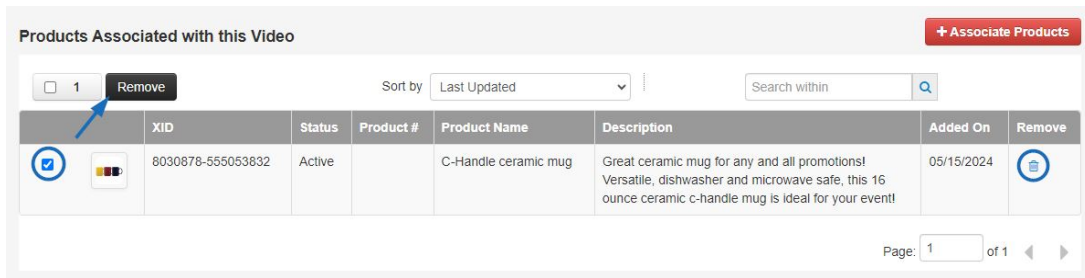 Products Associated with this Video
+ Associate Products
1 Remove Sort by Last Updated Search within
XID Status Product # Product Name Description Added On Remove
8030878-555053832 Active C-Handle ceramic mug Great ceramic mug for any and all promotions! 05/15/2024
Versatile, dishwasher and microwave safe, this 16
ounce ceramic c-handle mug is ideal for your event!
Page: 1 of 1